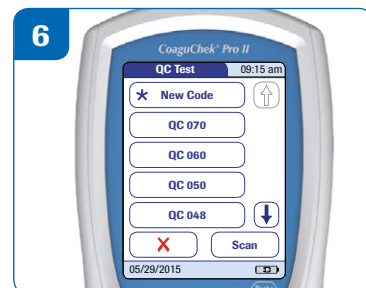 6
CoaguChek® Pro II
QC Test 09:15 am
* New Code
QC 070
QC 060
QC 050
QC 048
X Scan
05/29/2015